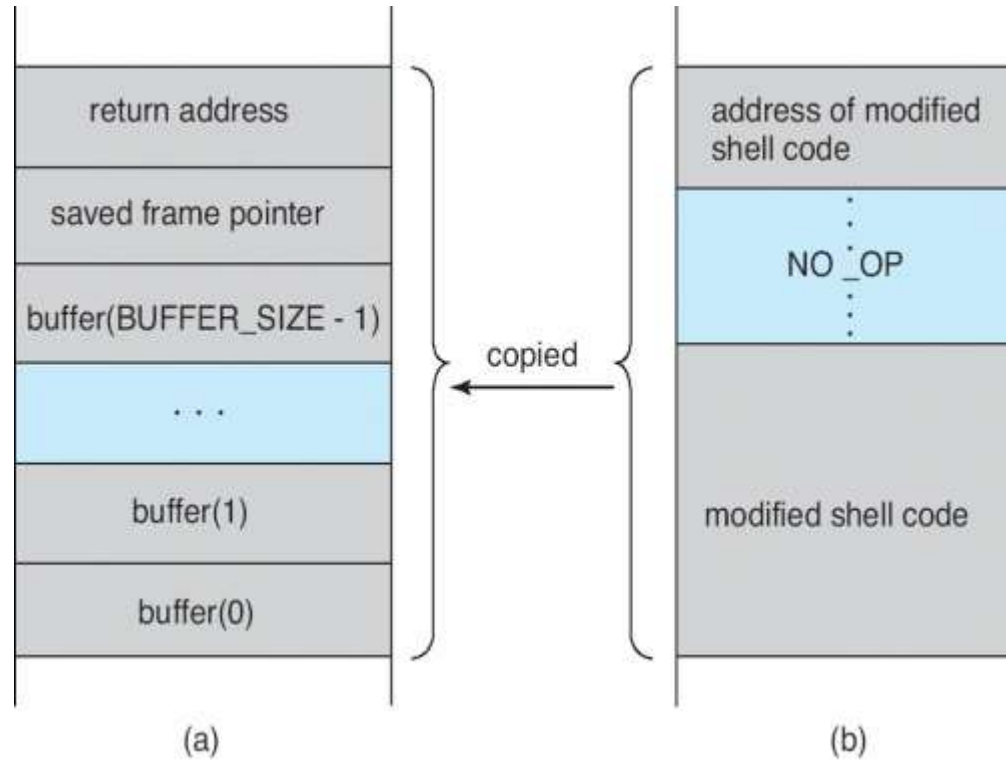 return address
saved frame pointer
buffer(BUFFER_SIZE - 1)
. . .
buffer(1)
buffer(0)
(a)
copied
address of modified
shell code
NO _OP
modified shell code
(b)